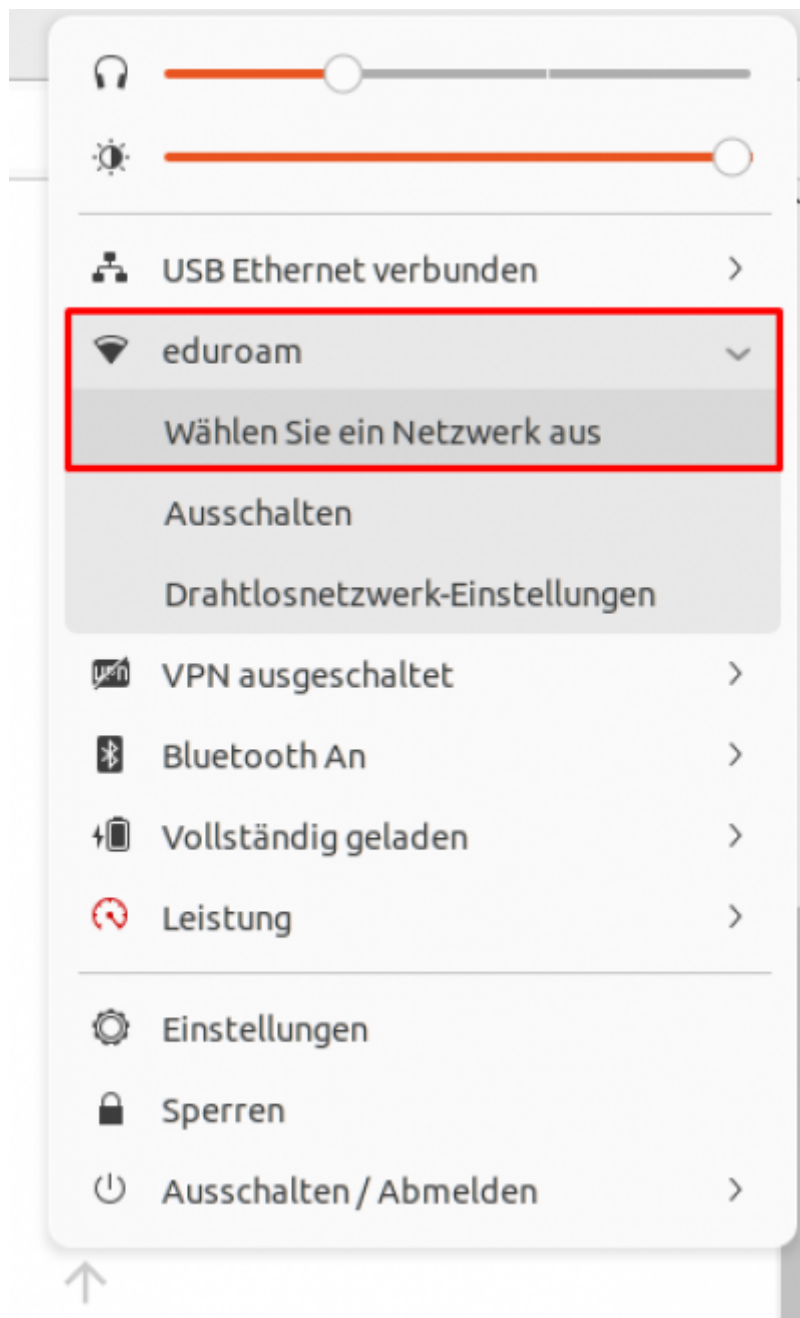 USB Ethernet verbunden
eduroam
Wählen Sie ein Netzwerk aus
Ausschalten
Drahtlosnetzwerk-Einstellungen
VPN ausgeschaltet
Bluetooth An
Vollständig geladen
Leistung
Einstellungen
Sperren
Ausschalten / Abmelden